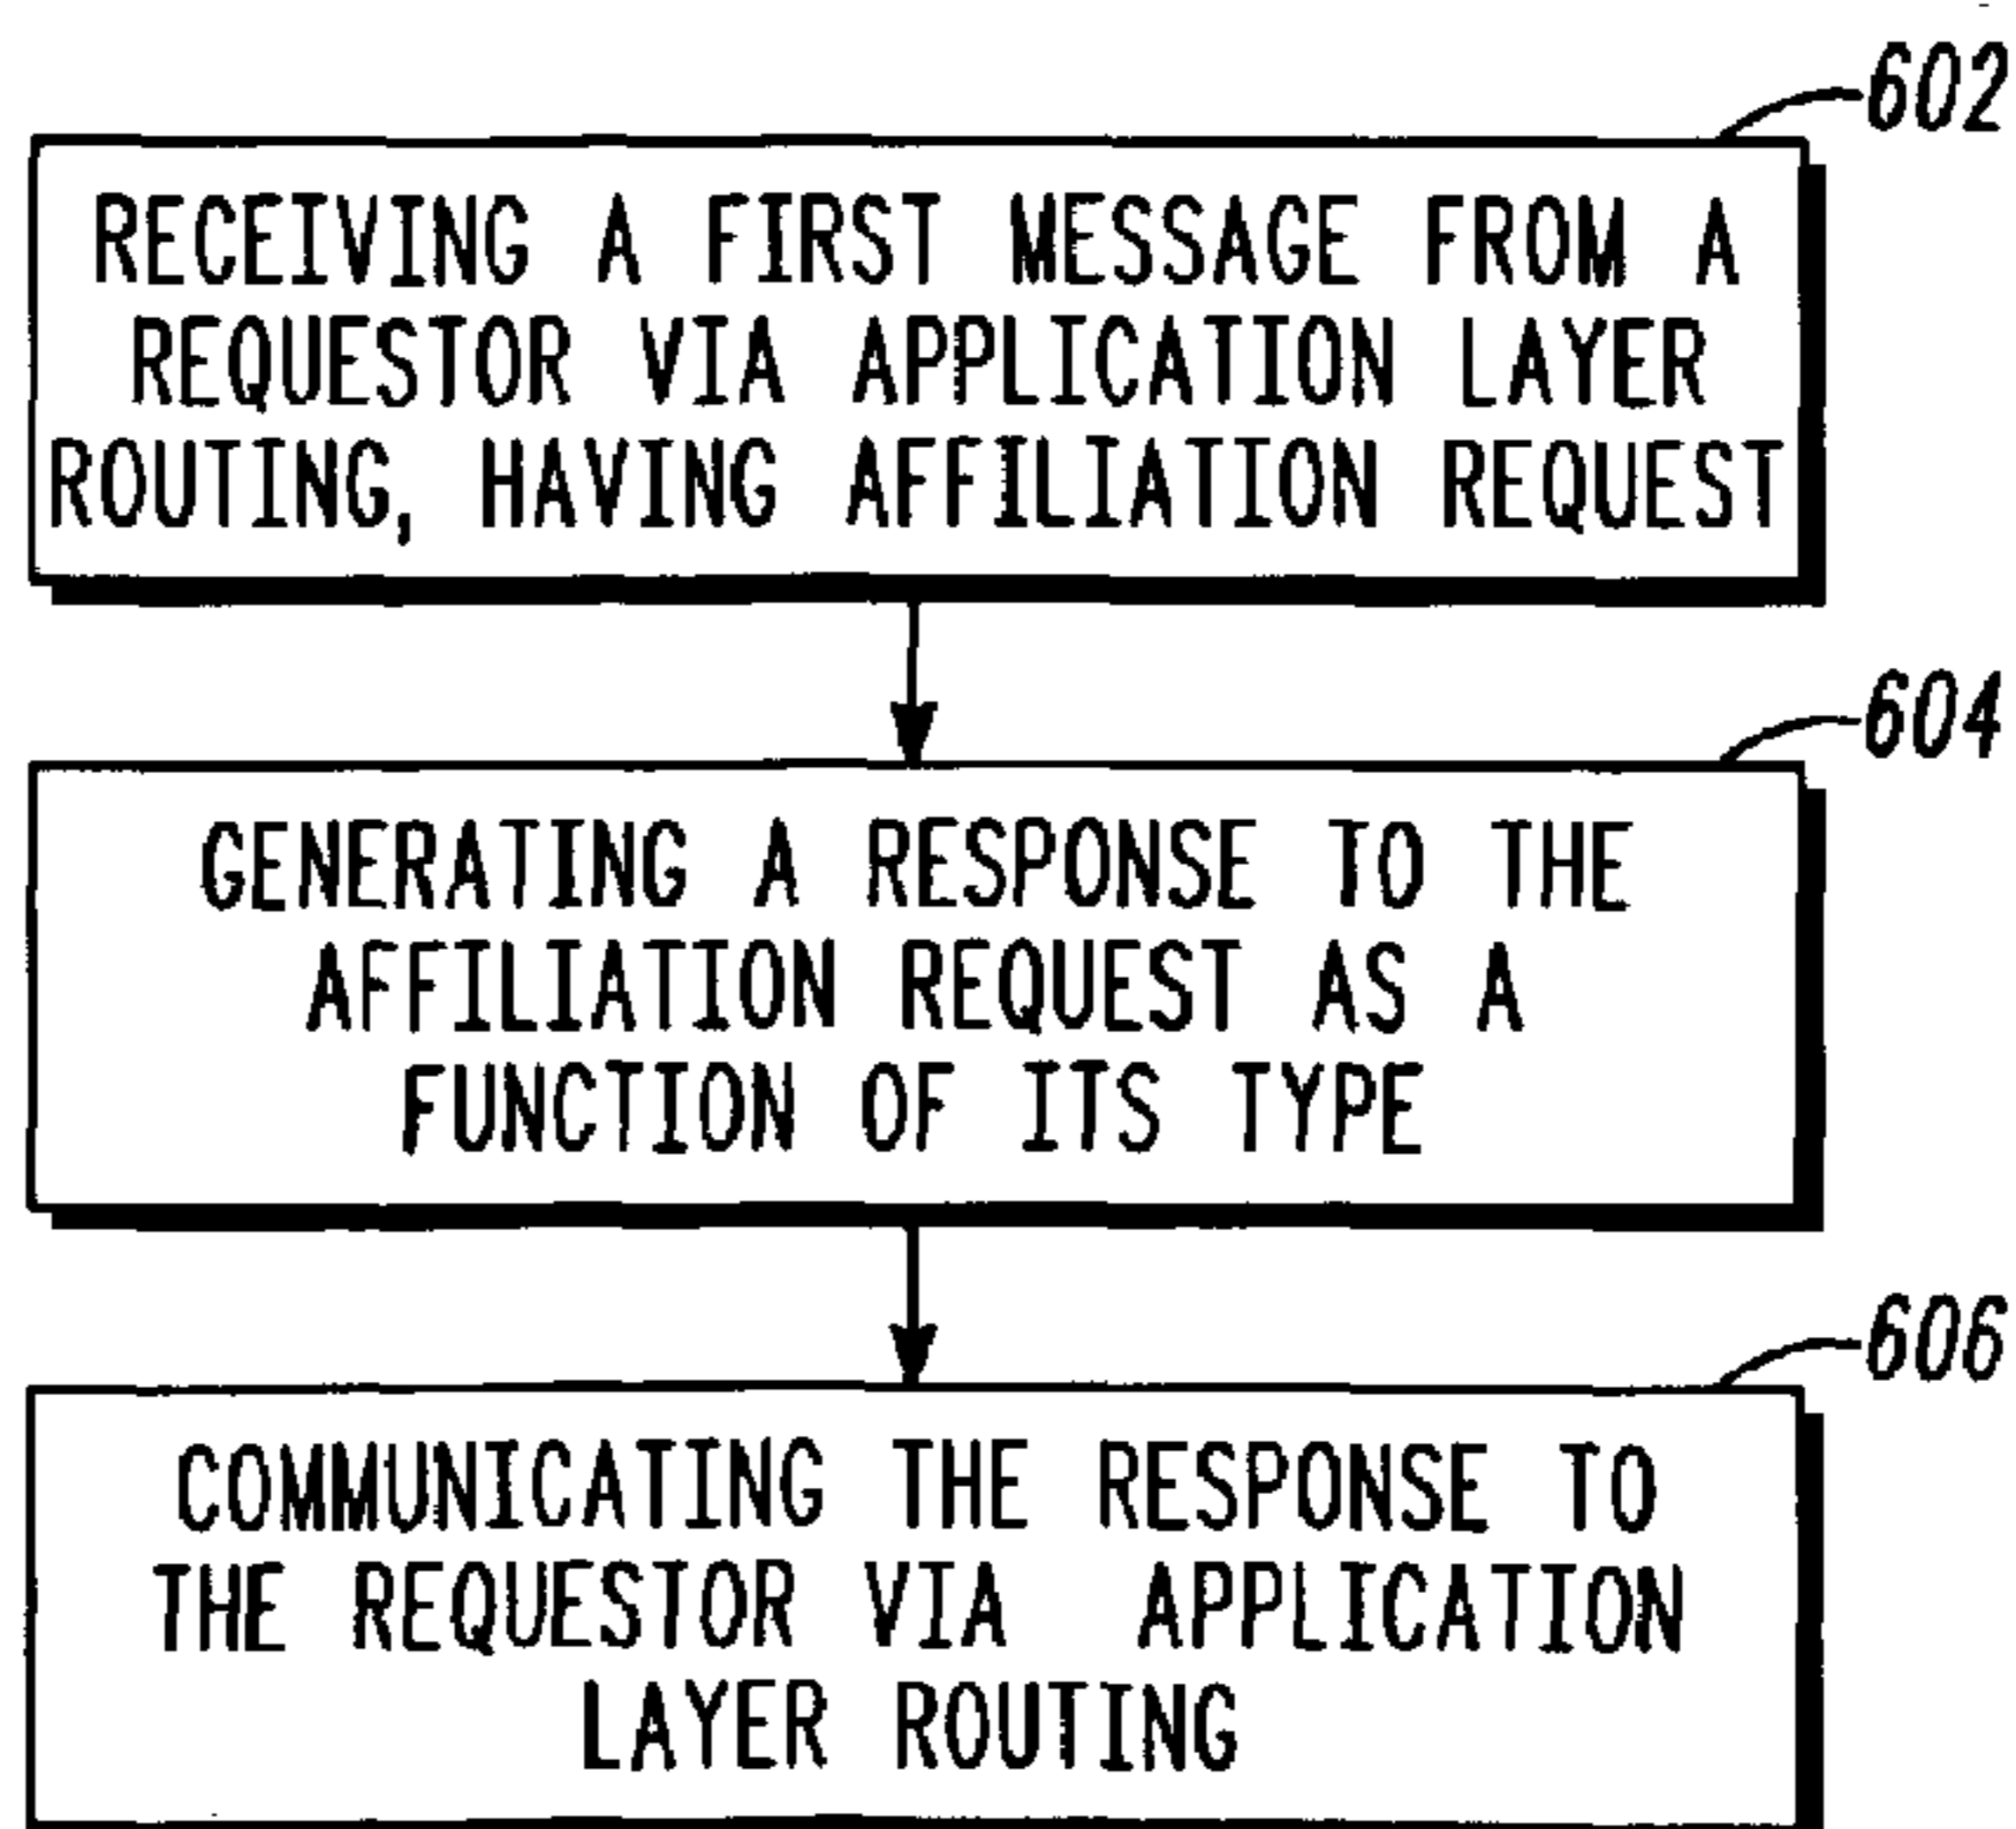 602
RECEIVING A FIRST MESSAGE FROM A
REQUESTOR VIA APPLICATION LAYER
ROUTING, HAVING AFFILIATION REQUEST
604
GENERATING A RESPONSE TO THE
AFFILIATION REQUEST AS A
FUNCTION OF ITS TYPE
606
COMMUNICATING THE RESPONSE TO
THE REQUESTOR VIA APPLICATION
LAYER ROUTING